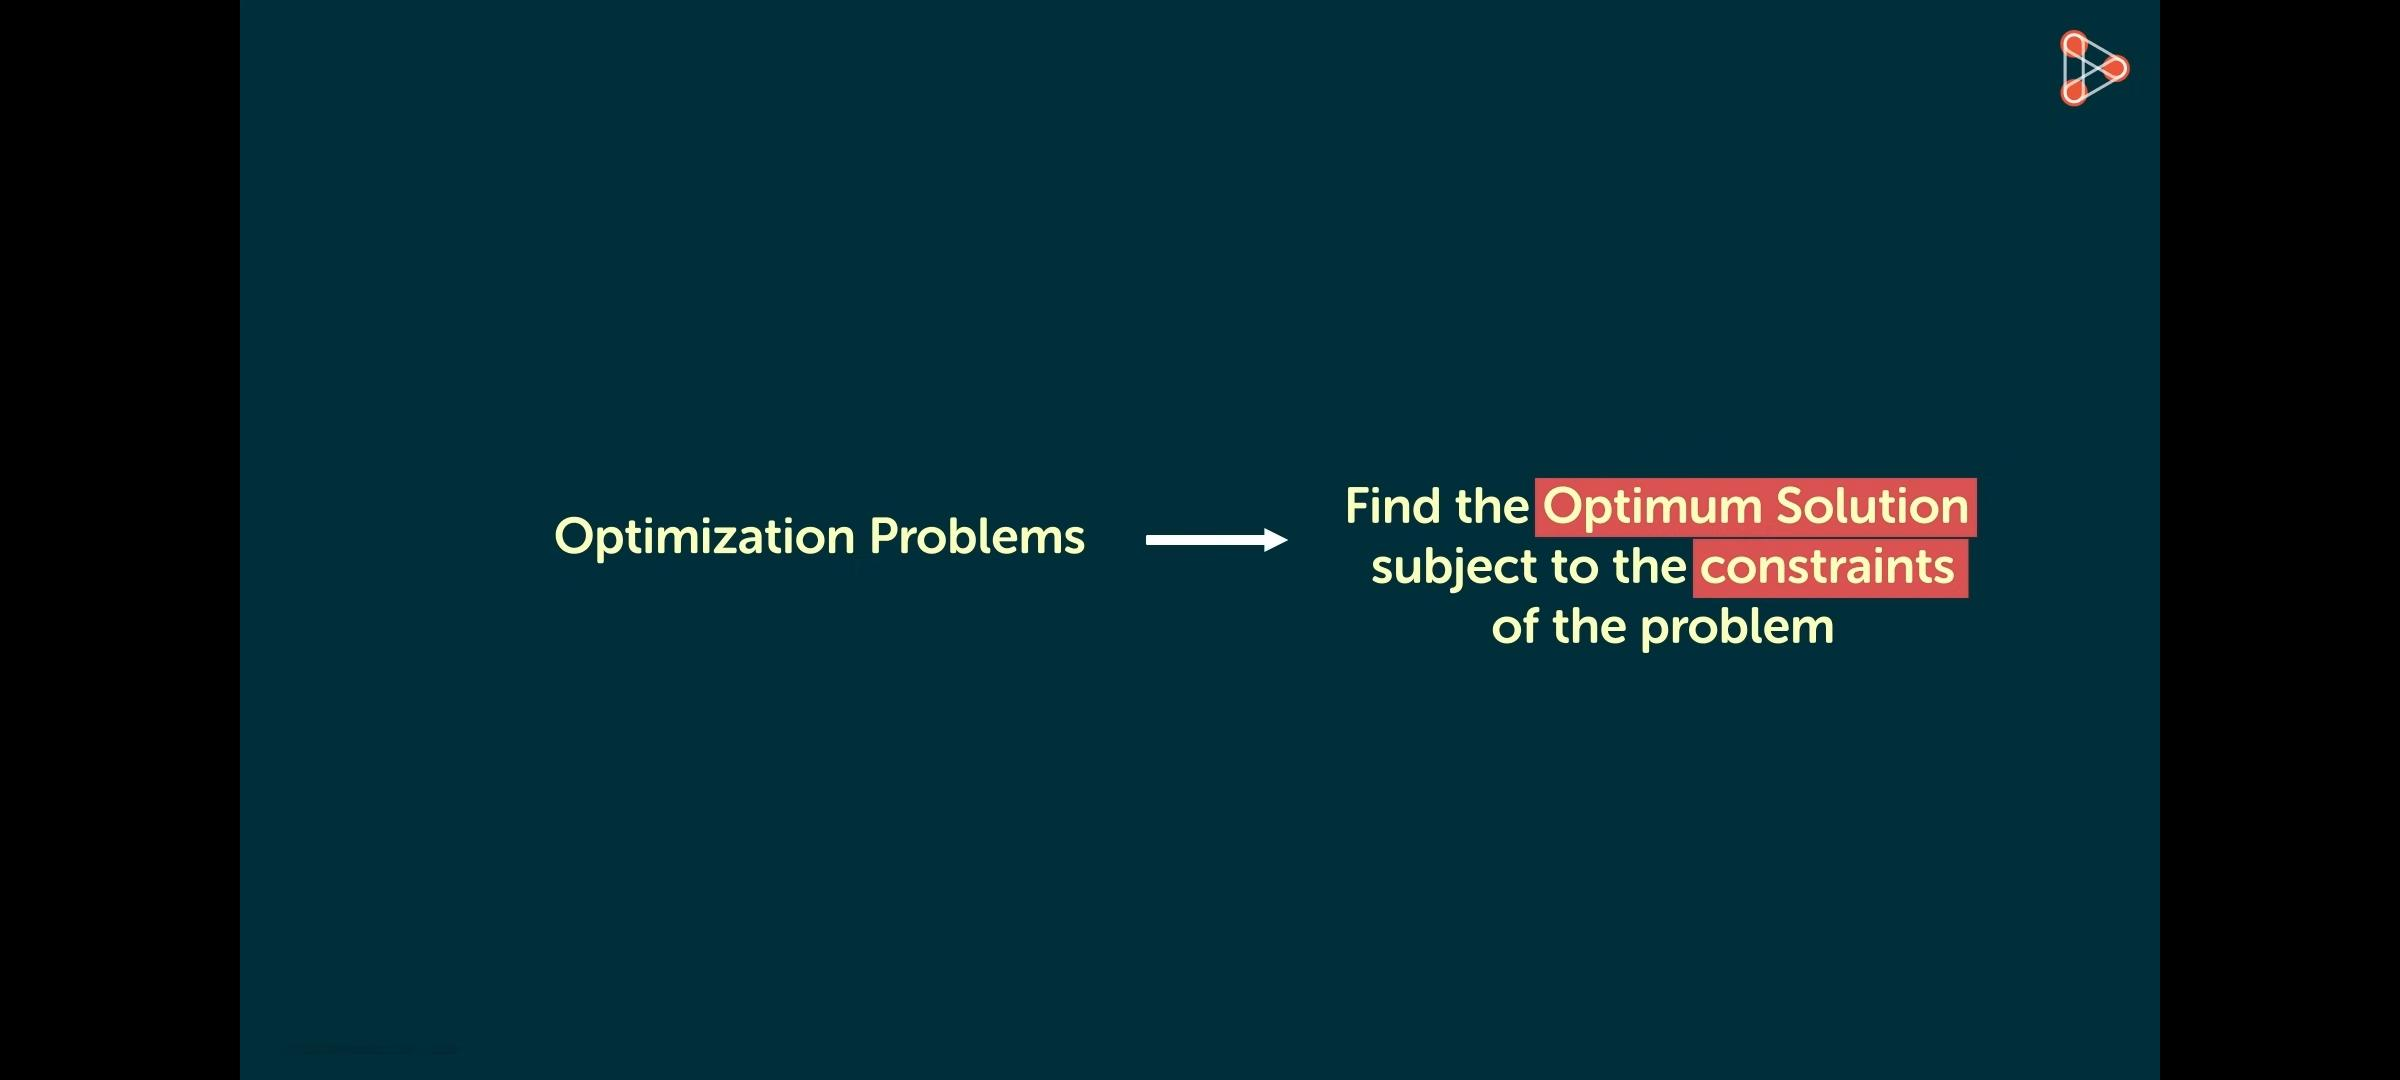 Optimization Problems
Find the Optimum Solution
subject to the constraints
of the problem